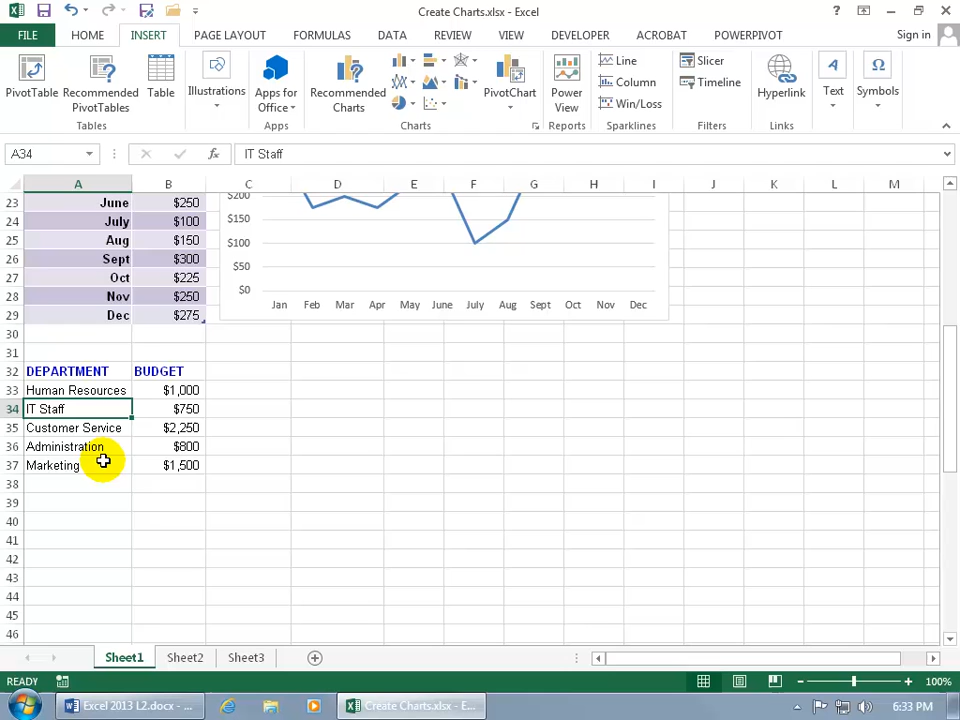 Create Charts.xlsx - Excel
?
FILE HOME INSERT PAGE LAYOUT FORMULAS DATA REVIEW VIEW DEVELOPER ACROBAT POWERPIVOT Sign in
PivotTable
Recommended PivotTables
Table
Illustrations
Apps for Office
Recommended Charts
PivotChart
Power View
Line
Column
Win/Loss
Slicer
Timeline
Hyperlink
Text
Symbols
Tables Apps Charts Reports Sparklines Filters Links
A34 fx IT Staff
A B C D E F G H I J K L M
23 June $250
24 July $100
25 Aug $150
26 Sept $300
27 Oct $225
28 Nov $250
29 Dec $275
$200
$150
$100
$50
$0
Jan Feb Mar Apr May June July Aug Sept Oct Nov Dec
30
31
32 DEPARTMENT BUDGET
33 Human Resources $1,000
34 IT Staff $750
35 Customer Service $2,250
36 Administration $800
37 Marketing $1,500
38
39
40
41
42
43
44
45
46
Sheet1 Sheet2 Sheet3
READY 100%
Excel 2013 L2.docx - ... Create Charts.xlsx - E... 6:33 PM